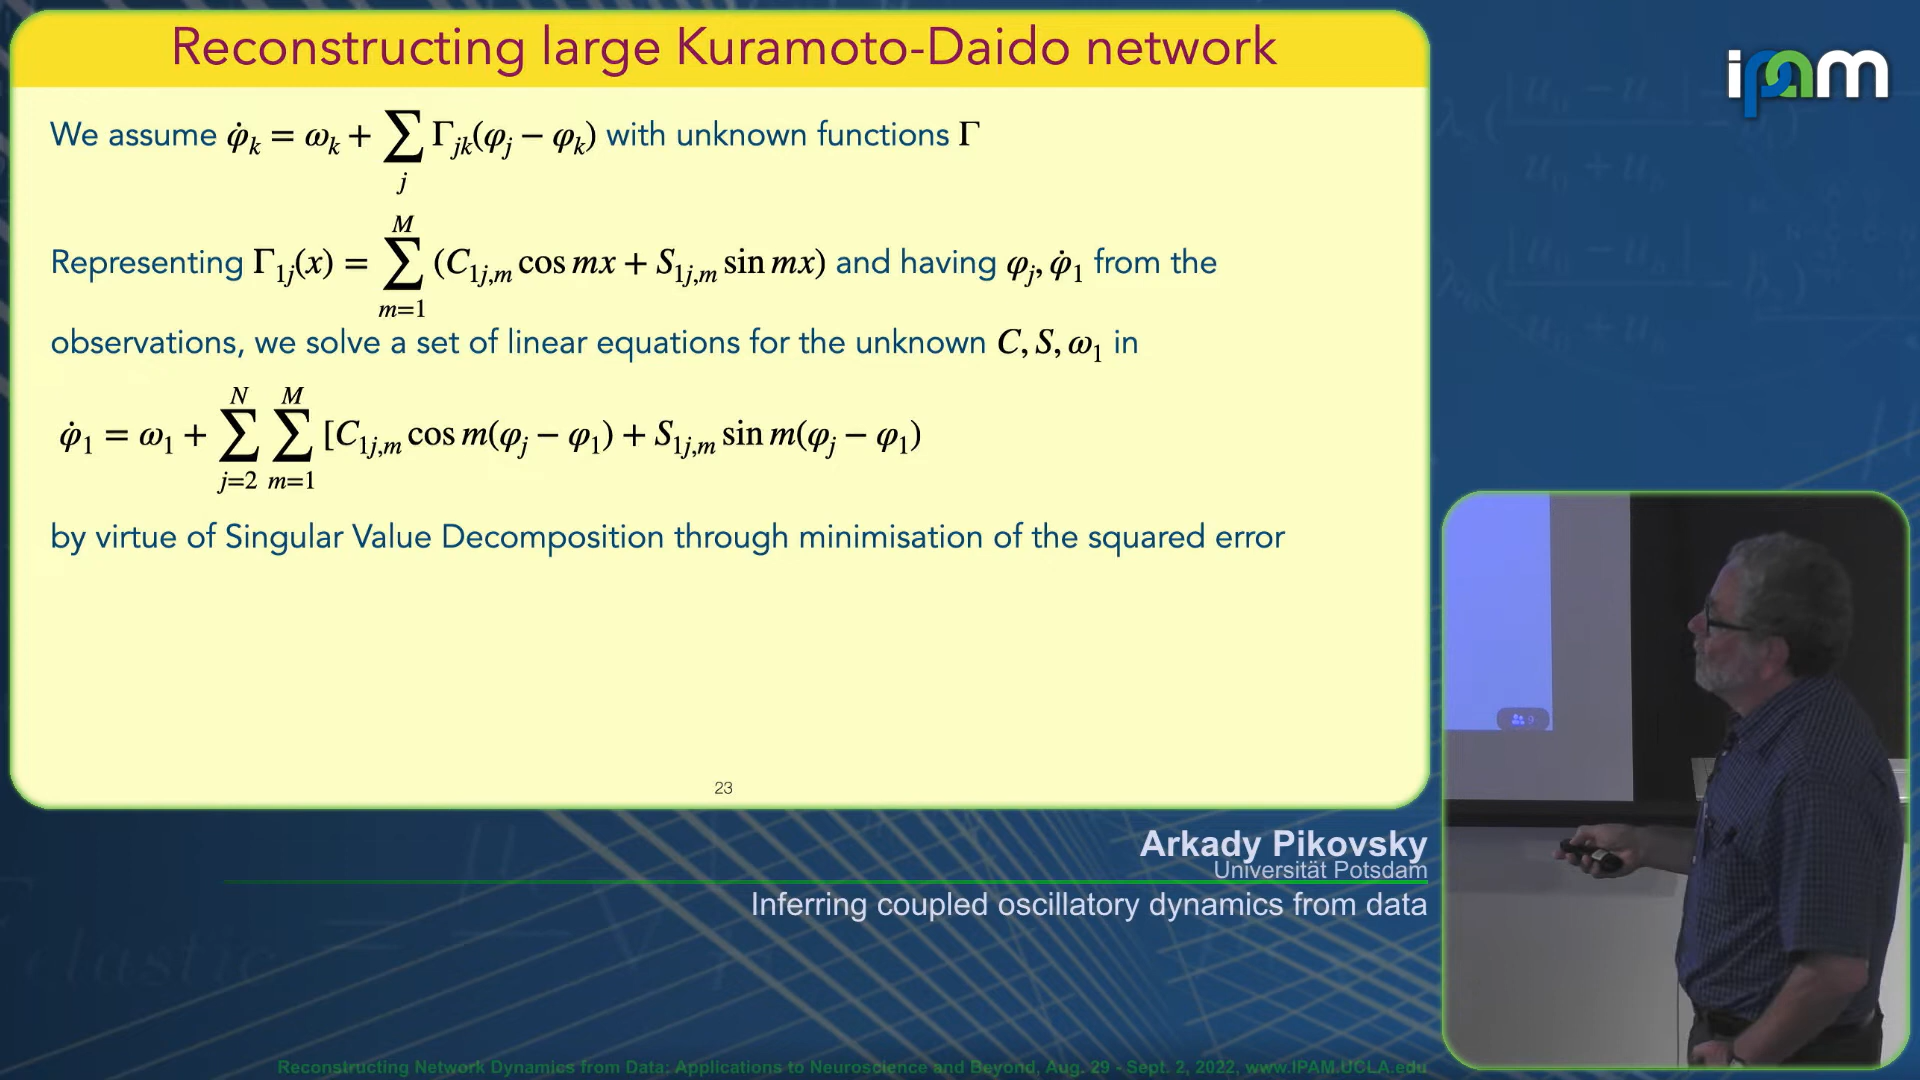 Reconstructing large Kuramoto-Daido network
We assume φ̇_k = ω_k + ∑_j Γ_jk(φ_j − φ_k) with unknown functions Γ
Representing Γ_1j(x) = ∑_{m=1}^{M} (C_{1j,m} cos mx + S_{1j,m} sin mx) and having φ_j, φ̇_1 from the
observations, we solve a set of linear equations for the unknown C, S, ω_1 in
φ̇_1 = ω_1 + ∑_{j=2}^{N} ∑_{m=1}^{M} [C_{1j,m} cos m(φ_j − φ_1) + S_{1j,m} sin m(φ_j − φ_1)
by virtue of Singular Value Decomposition through minimisation of the squared error
23
ipam
9
Arkady Pikovsky
Universität Potsdam
Inferring coupled oscillatory dynamics from data
Reconstructing Network Dynamics from Data: Applications to Neuroscience and Beyond, Aug. 29 - Sept. 2, 2022, www.IPAM.UCLA.edu